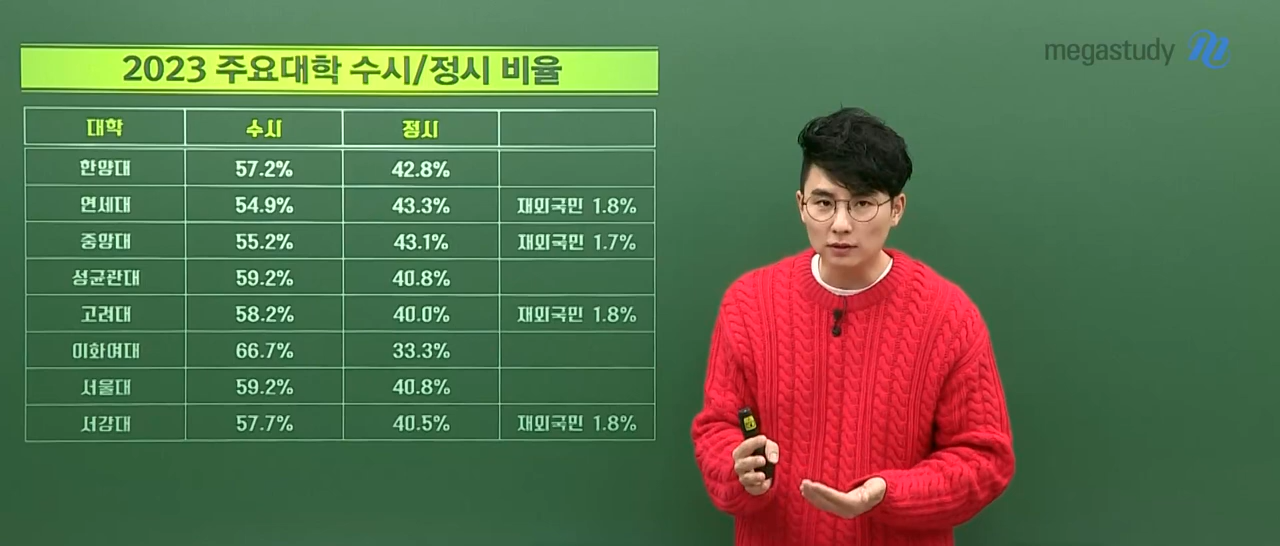 2023 주요대학 수시/정시 비율
megastudy
대학 수시 정시
한양대 57.2% 42.8%
연세대 54.9% 43.3% 재외국민 1.8%
중앙대 55.2% 43.1% 재외국민 1.7%
성균관대 59.2% 40.8%
고려대 58.2% 40.0% 재외국민 1.8%
이화여대 66.7% 33.3%
서울대 59.2% 40.8%
서강대 57.7% 40.5% 재외국민 1.8%